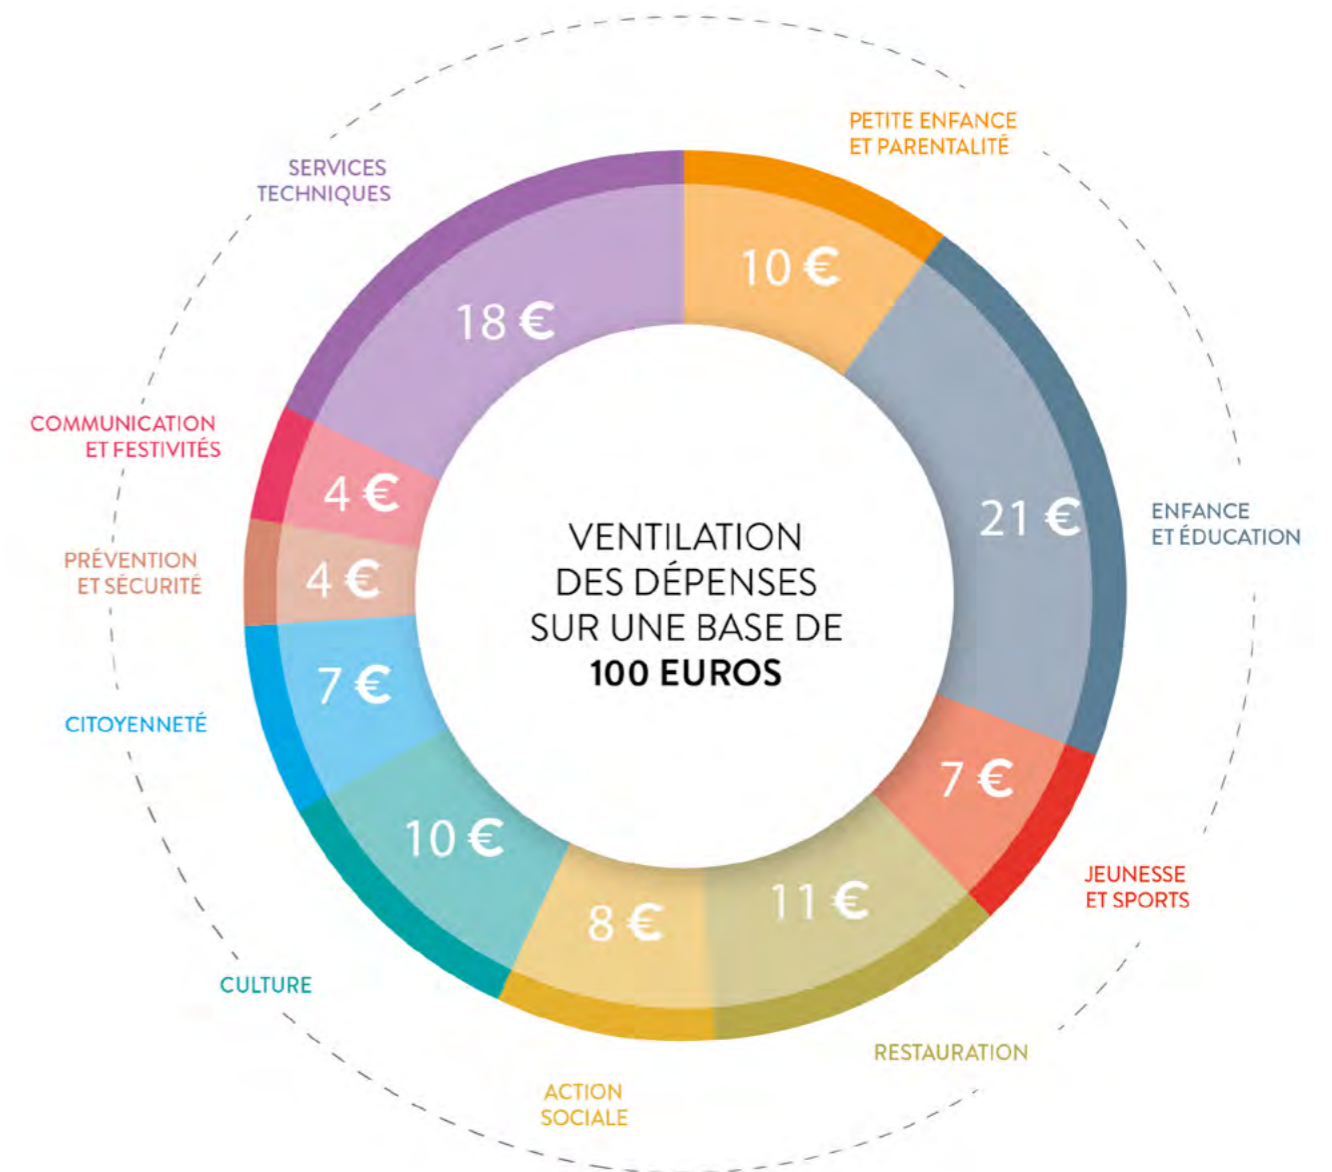 PETITE ENFANCE
ET PARENTALITÉ
10 €
ENFANCE
ET ÉDUCATION
21 €
JEUNESSE
ET SPORTS
7 €
RESTAURATION
11 €
ACTION
SOCIALE
8 €
CULTURE
10 €
CITOYENNETÉ
7 €
PRÉVENTION
ET SÉCURITÉ
4 €
COMMUNICATION
ET FESTIVITÉS
4 €
SERVICES
TECHNIQUES
18 €
VENTILATION
DES DÉPENSES
SUR UNE BASE DE
100 EUROS